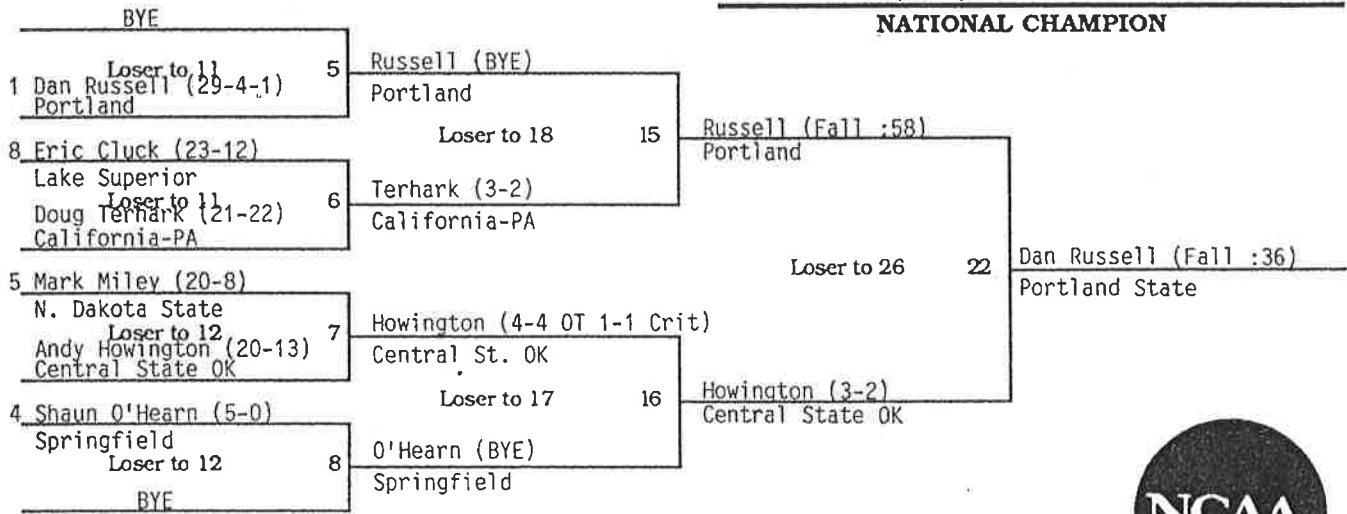 NATIONAL CHAMPION
BYE
Loser to 11 5
1 Dan Russell (29-4-1)
Portland
Russell (BYE)
Portland
Loser to 18 15
8 Eric Cluck (23-12)
Lake Superior
Loser to 11 6
Doug Terhark (21-22)
California-PA
Terhark (3-2)
California-PA
Russell (Fall :58)
Portland
Loser to 26 22
Dan Russell (Fall :36)
Portland State
5 Mark Miley (20-8)
N. Dakota State
Loser to 12 7
Andy Howington (20-13)
Central State OK
Howington (4-4 OT 1-1 Crit)
Central St. OK
Loser to 17 16
Howington (3-2)
Central State OK
4 Shaun O'Hearn (5-0)
Springfield
Loser to 12 8
BYE
O'Hearn (BYE)
Springfield
NCAA